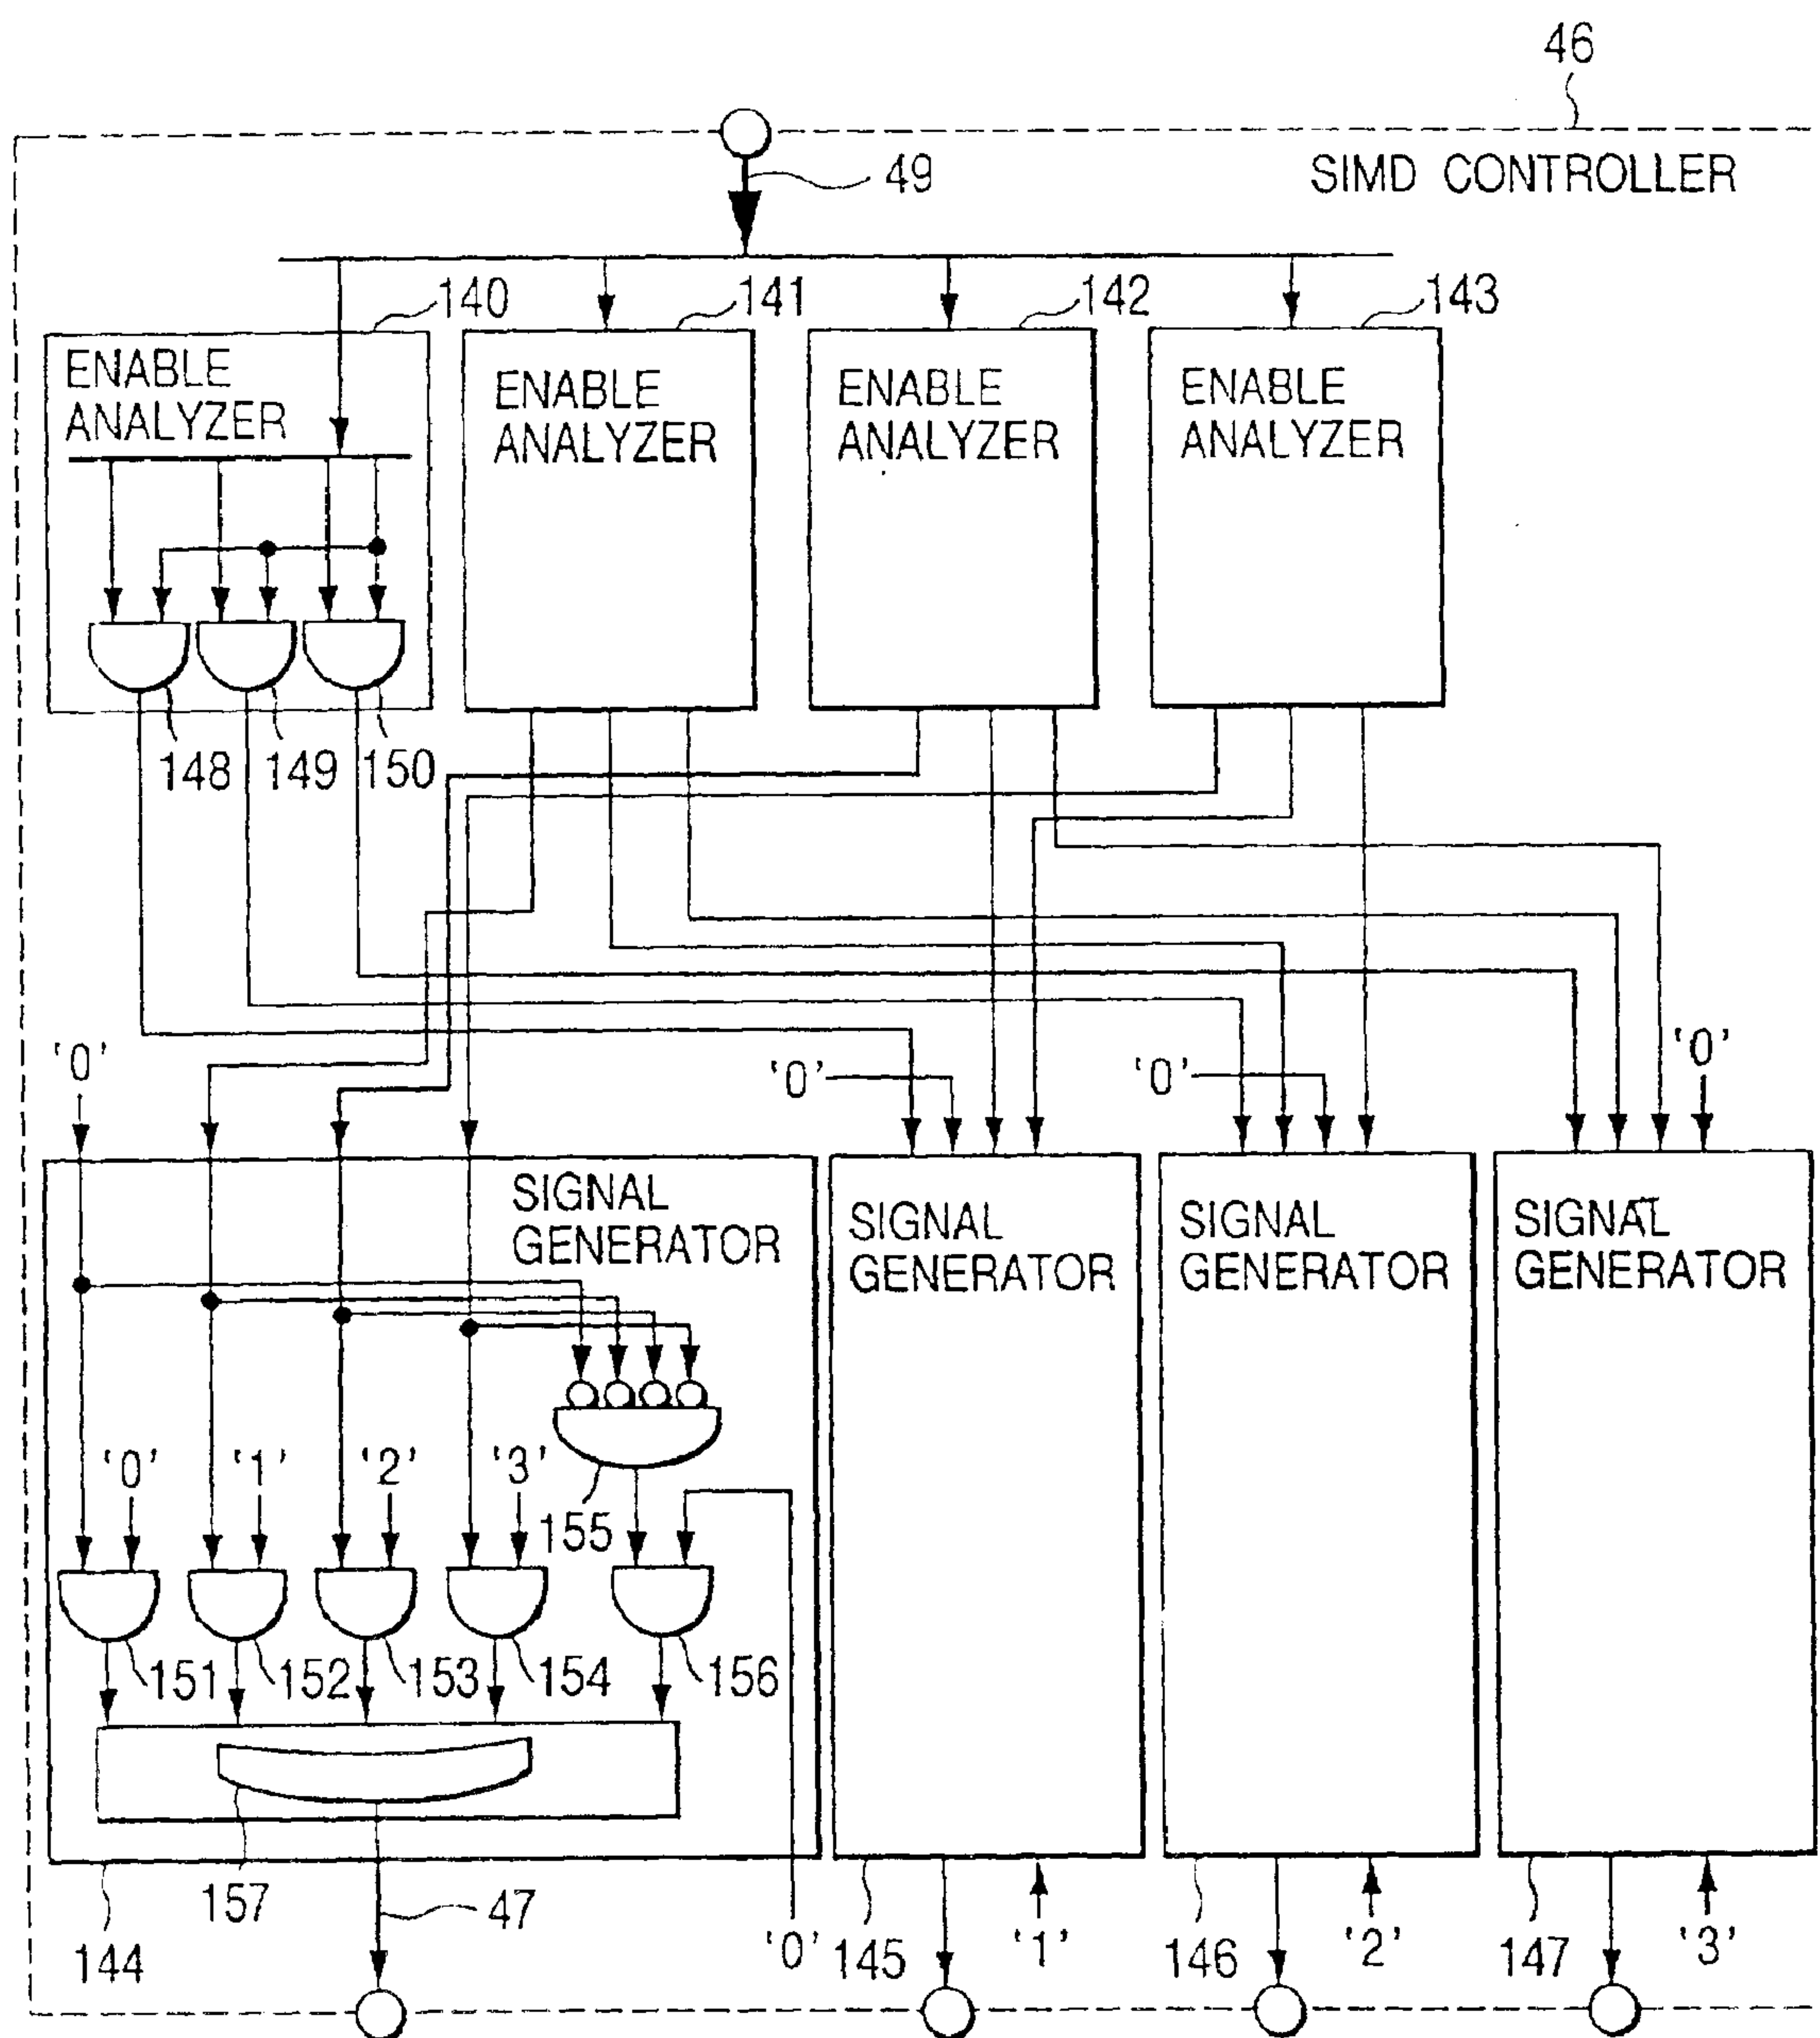 46
49
SIMD CONTROLLER
140
141
142
143
ENABLE
ANALYZER
ENABLE
ANALYZER
ENABLE
ANALYZER
ENABLE
ANALYZER
148
149
150
'0'
'0'
'0'
'0'
SIGNAL
GENERATOR
SIGNAL
GENERATOR
SIGNAL
GENERATOR
SIGNAL
GENERATOR
'0'
'1'
'2'
'3'
155
151
152
153
154
156
157
47
144
'0'
145
'1'
146
'2'
147
'3'